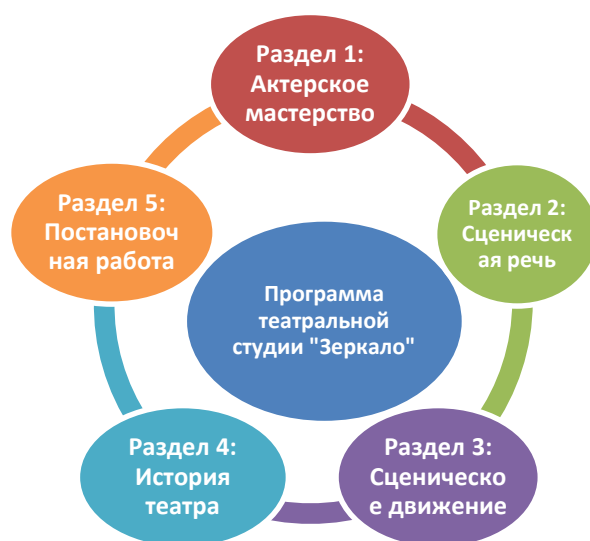 Раздел 1:
Актерское
мастерство
Раздел 2:
Сценическ
ая речь
Раздел 3:
Сценическо
е движение
Раздел 4:
История
театра
Раздел 5:
Постановоч
ная работа
Программа
театральной
студии "Зеркало"